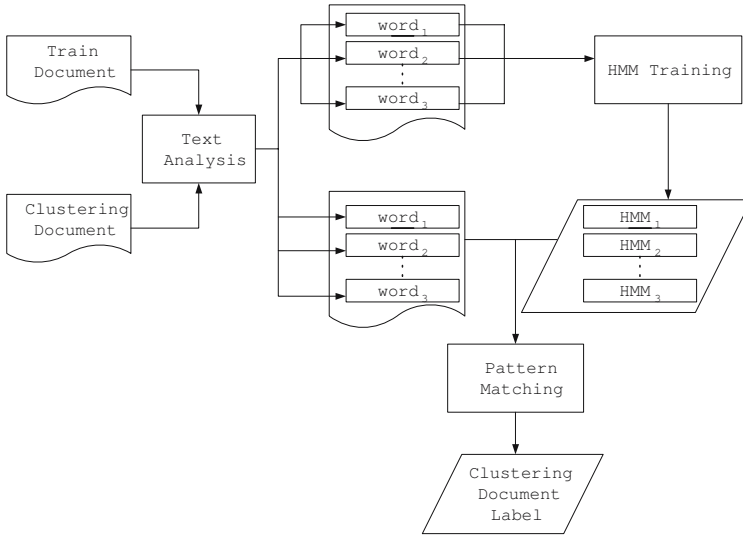 Train
Document
Clustering
Document
Text
Analysis
word₁
word₂
word₃
HMM Training
word₁
word₂
word₃
HMM₁
HMM₂
HMM₃
Pattern
Matching
Clustering
Document
Label